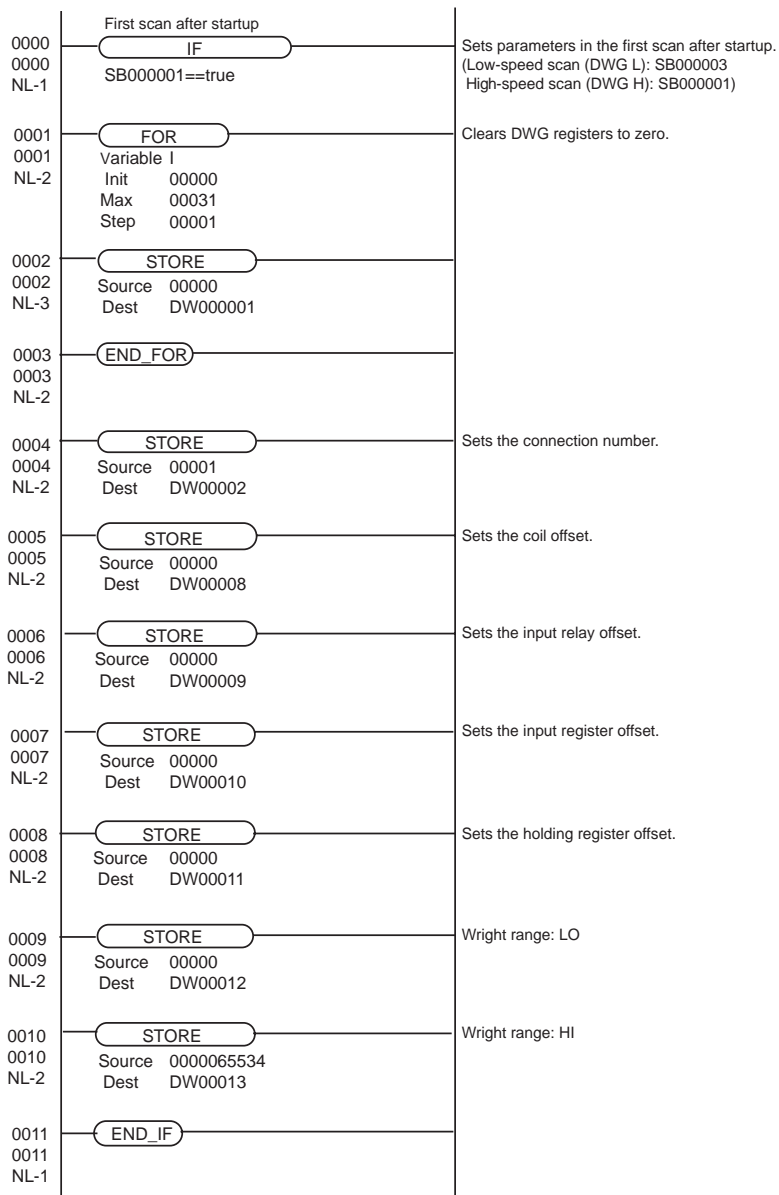 First scan after startup
0000 IF Sets parameters in the first scan after startup.
0000 (Low-speed scan (DWG L): SB000003
NL-1 SB000001==true High-speed scan (DWG H): SB000001)
0001 FOR Clears DWG registers to zero.
0001 Variable I
NL-2 Init 00000
Max 00031
Step 00001
0002 STORE
0002 Source 00000
NL-3 Dest DW000001
0003 END_FOR
0003
NL-2
0004 STORE Sets the connection number.
0004 Source 00001
NL-2 Dest DW00002
0005 STORE Sets the coil offset.
0005 Source 00000
NL-2 Dest DW00008
0006 STORE Sets the input relay offset.
0006 Source 00000
NL-2 Dest DW00009
0007 STORE Sets the input register offset.
0007 Source 00000
NL-2 Dest DW00010
0008 STORE Sets the holding register offset.
0008 Source 00000
NL-2 Dest DW00011
0009 STORE Wright range: LO
0009 Source 00000
NL-2 Dest DW00012
0010 STORE Wright range: HI
0010 Source 0000065534
NL-2 Dest DW00013
0011 END_IF
0011
NL-1